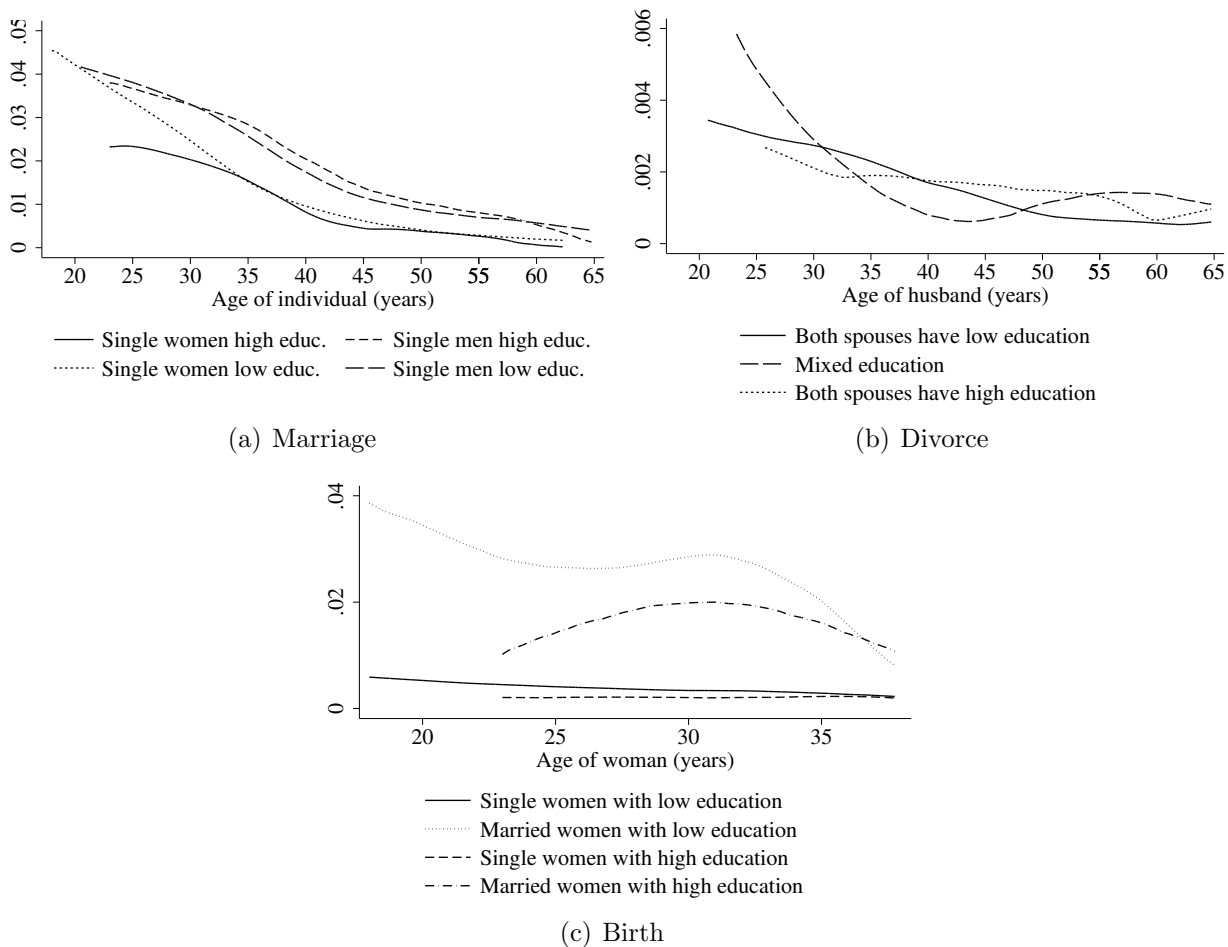 .05
.04
.03
.02
.01
0
20 25 30 35 40 45 50 55 60 65
Age of individual (years)
Single women high educ.
Single men high educ.
Single women low educ.
Single men low educ.
(a) Marriage
.006
.004
.002
0
20 25 30 35 40 45 50 55 60 65
Age of husband (years)
Both spouses have low education
Mixed education
Both spouses have high education
(b) Divorce
.04
.02
0
20 25 30 35
Age of woman (years)
Single women with low education
Married women with low education
Single women with high education
Married women with high education
(c) Birth